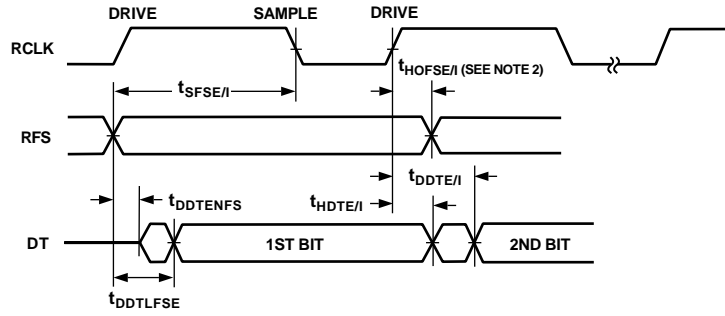 DRIVE SAMPLE DRIVE
RCLK
tSFSE/I
tHOFSE/I (SEE NOTE 2)
RFS
tDDTENFS
tDDTE/I
tHDTE/I
DT
1ST BIT
2ND BIT
tDDTLFSE